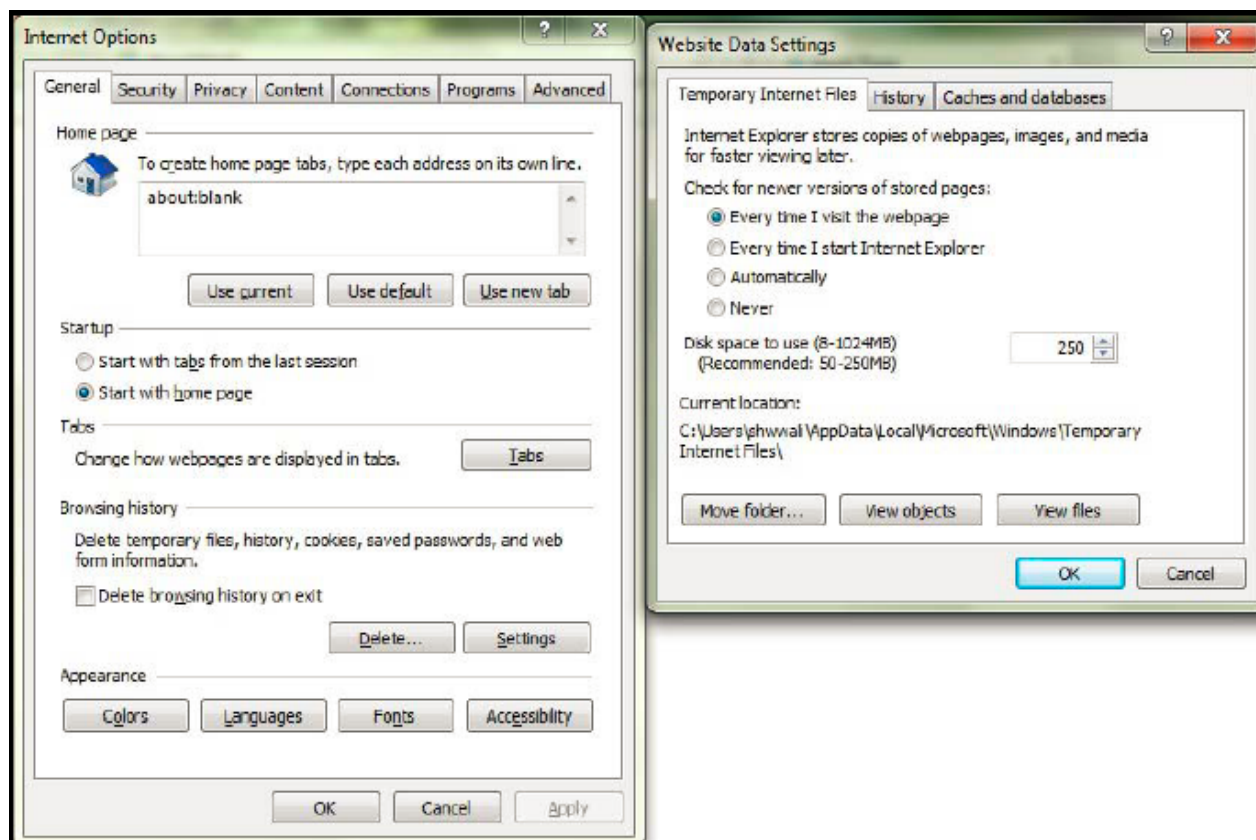 Internet Options
General Security Privacy Content Connections Programs Advanced
Home page
To create home page tabs, type each address on its own line.
about:blank
Use current Use default Use new tab
Startup
Start with tabs from the last session
Start with home page
Tabs
Change how webpages are displayed in tabs.
Tabs
Browsing history
Delete temporary files, history, cookies, saved passwords, and web
form information.
Delete browsing history on exit
Delete... Settings
Appearance
Colors Languages Fonts Accessibility
OK Cancel Apply
Website Data Settings
Temporary Internet Files History Caches and databases
Internet Explorer stores copies of webpages, images, and media
for faster viewing later.
Check for newer versions of stored pages:
Every time I visit the webpage
Every time I start Internet Explorer
Automatically
Never
Disk space to use (8-1024MB)
(Recommended: 50-250MB)
250
Current location:
C:\Users\shwwali\AppData\Local\Microsoft\Windows\Temporary
Internet Files\
Move folder... View objects View files
OK Cancel